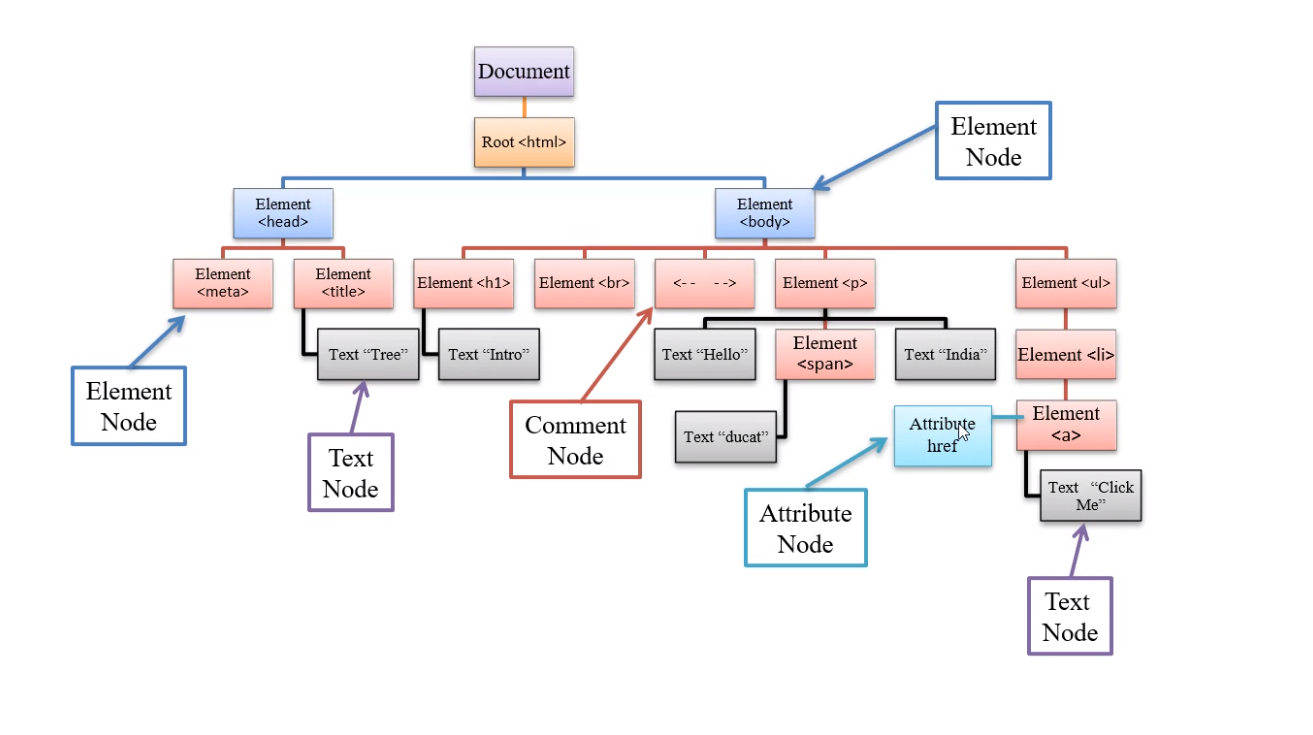 Document
Root <html>
Element
Node
Element
<head>
Element
<body>
Element
<meta>
Element
<title>
Element <h1>
Element <br>
<-- -->
Element <p>
Element <ul>
Text “Tree”
Text “Intro”
Text “Hello”
Element
<span>
Text “India”
Element <li>
Element
Node
Text “ducat”
Attribute
href
Element
<a>
Comment
Node
Text
Node
Text “Click
Me”
Attribute
Node
Text
Node